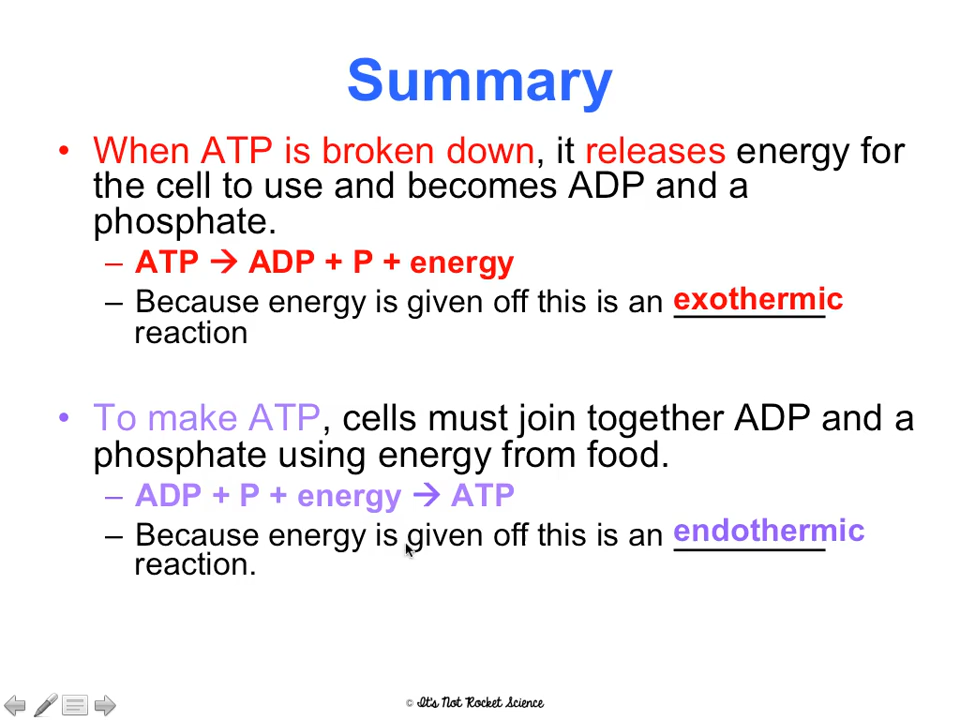 Summary
• When ATP is broken down, it releases energy for
the cell to use and becomes ADP and a
phosphate.
– ATP → ADP + P + energy
– Because energy is given off this is an exothermic
reaction
• To make ATP, cells must join together ADP and a
phosphate using energy from food.
– ADP + P + energy → ATP
– Because energy is given off this is an endothermic
reaction.
© It's Not Rocket Science